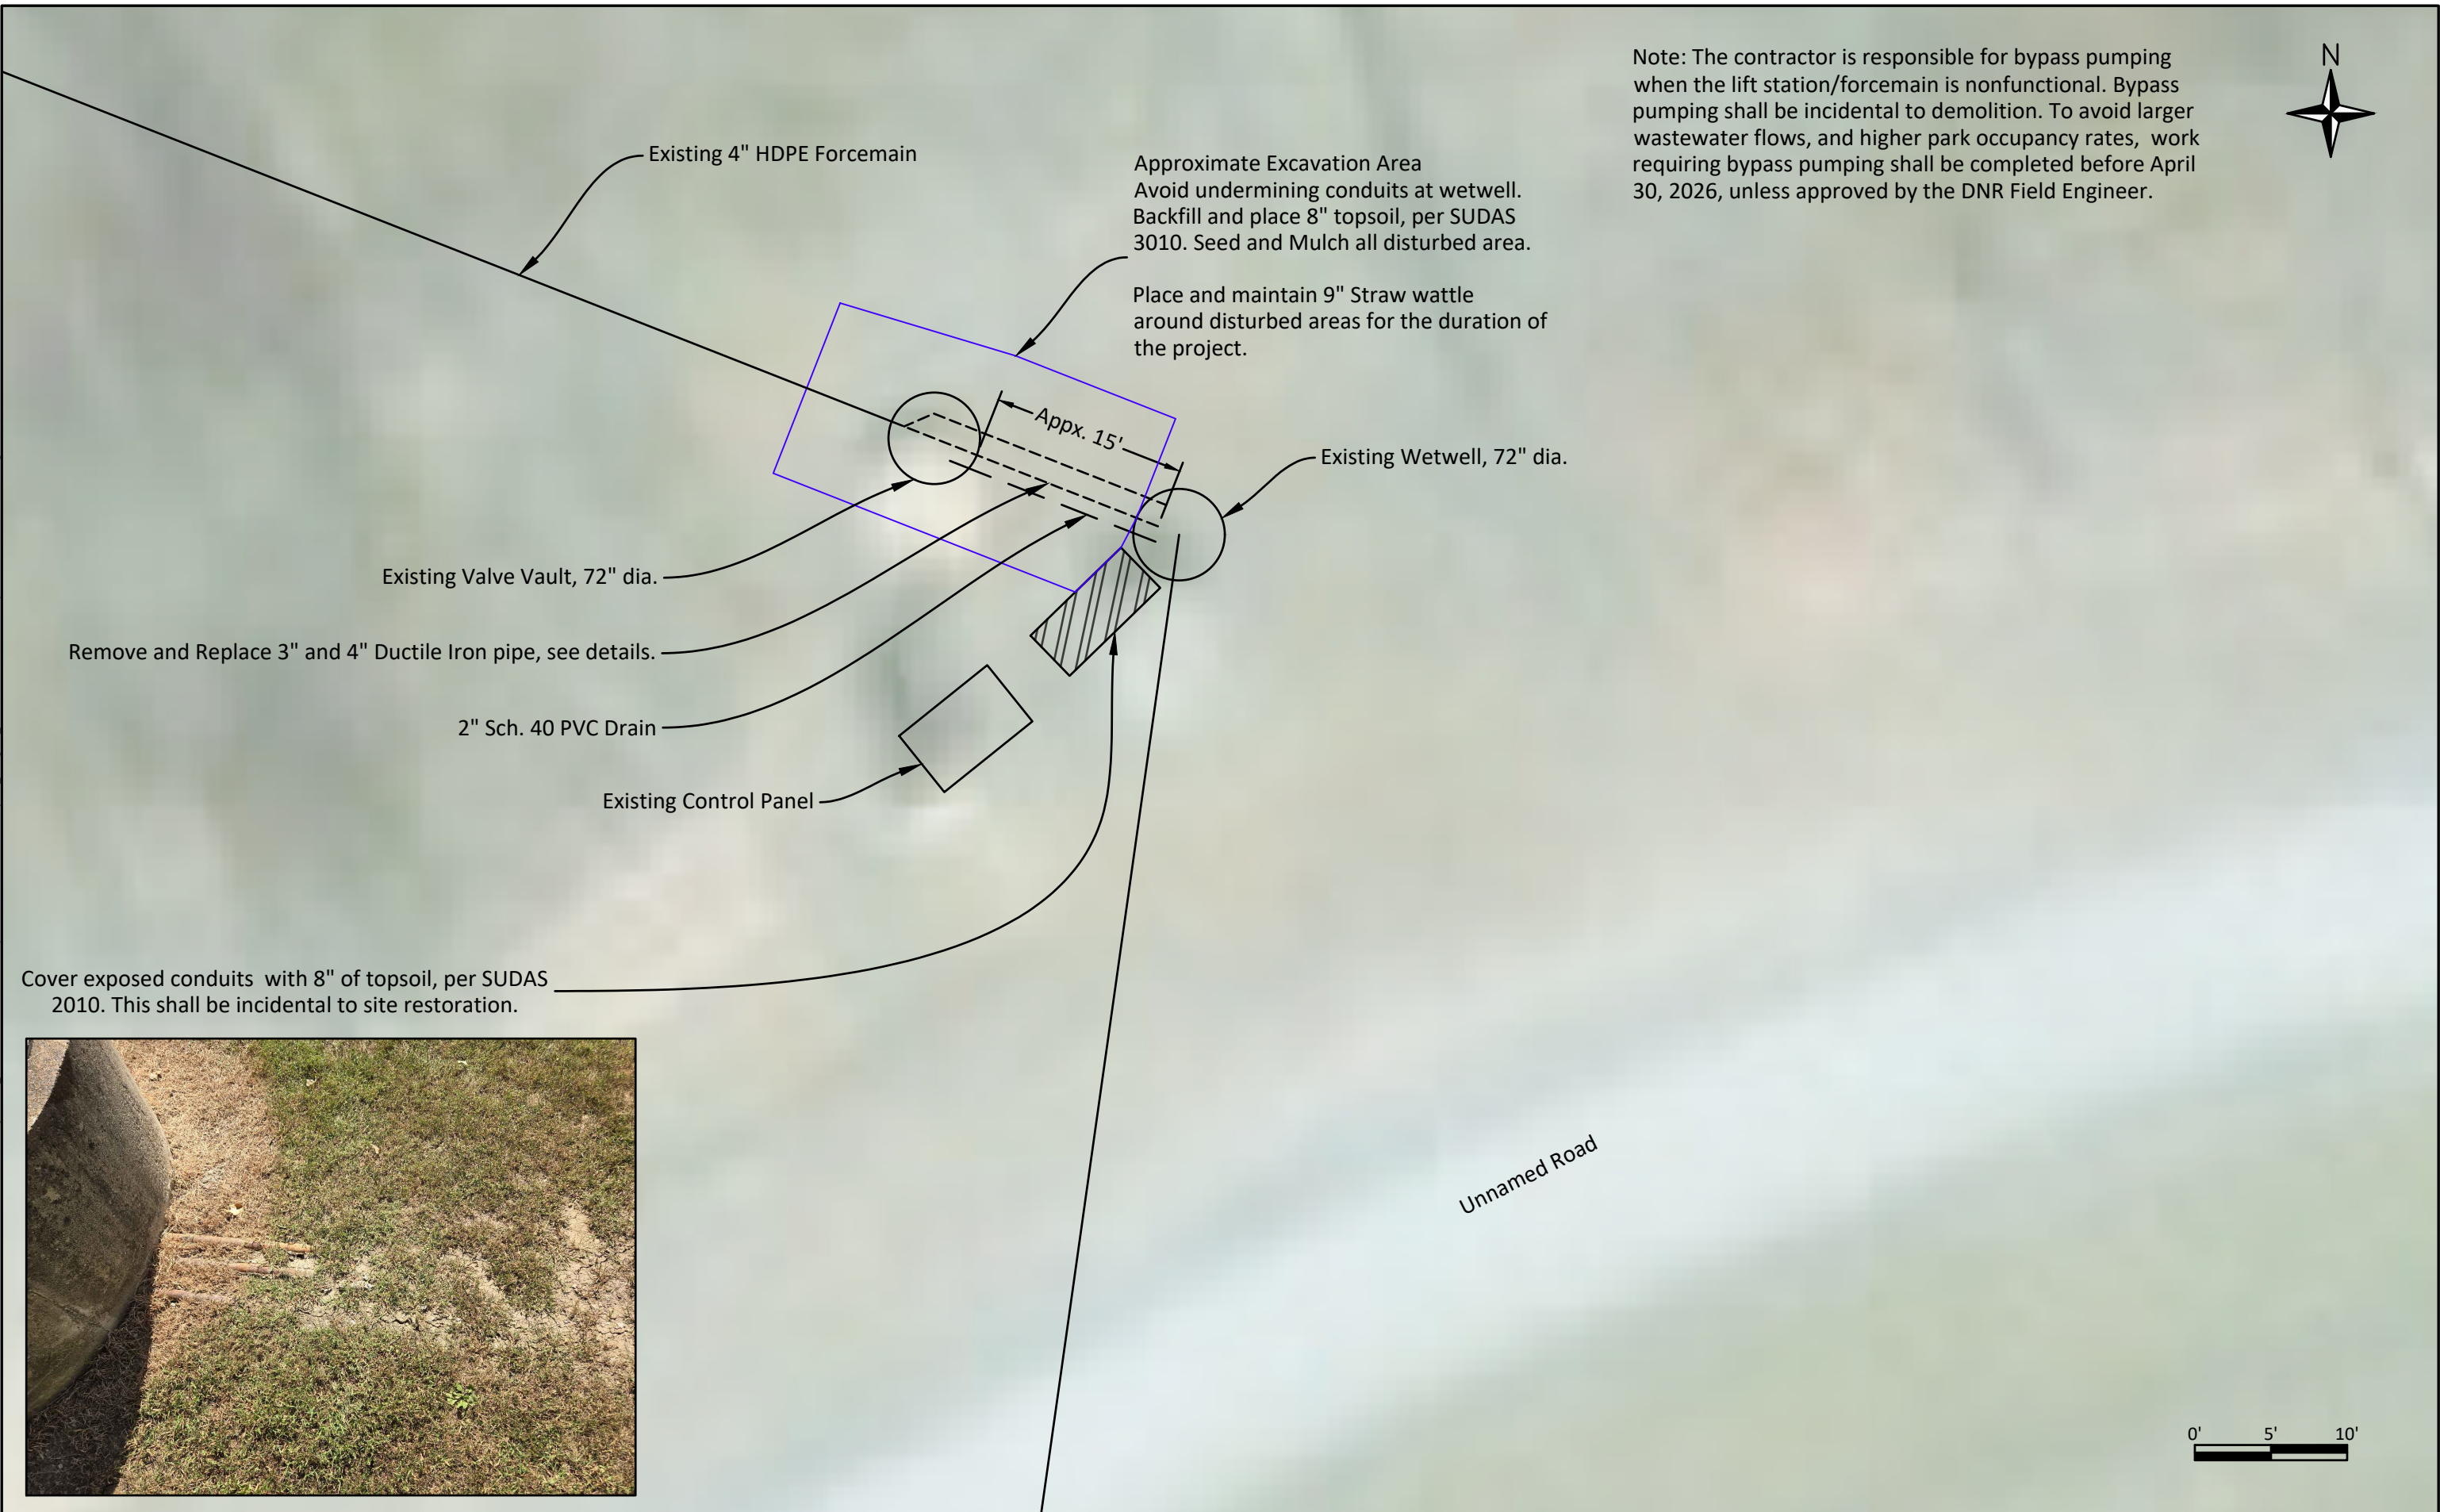 Note: The contractor is responsible for bypass pumping
when the lift station/forcemain is nonfunctional. Bypass
pumping shall be incidental to demolition. To avoid larger
wastewater flows, and higher park occupancy rates, work
requiring bypass pumping shall be completed before April
30, 2026, unless approved by the DNR Field Engineer.
N
Existing 4" HDPE Forcemain
Approximate Excavation Area
Avoid undermining conduits at wetwell.
Backfill and place 8" topsoil, per SUDAS
3010. Seed and Mulch all disturbed area.
Place and maintain 9" Straw wattle
around disturbed areas for the duration of
the project.
Appx. 15'
Existing Wetwell, 72" dia.
Existing Valve Vault, 72" dia.
Remove and Replace 3" and 4" Ductile Iron pipe, see details.
2" Sch. 40 PVC Drain
Existing Control Panel
Cover exposed conduits with 8" of topsoil, per SUDAS
2010. This shall be incidental to site restoration.
Unnamed Road
0' 5' 10'